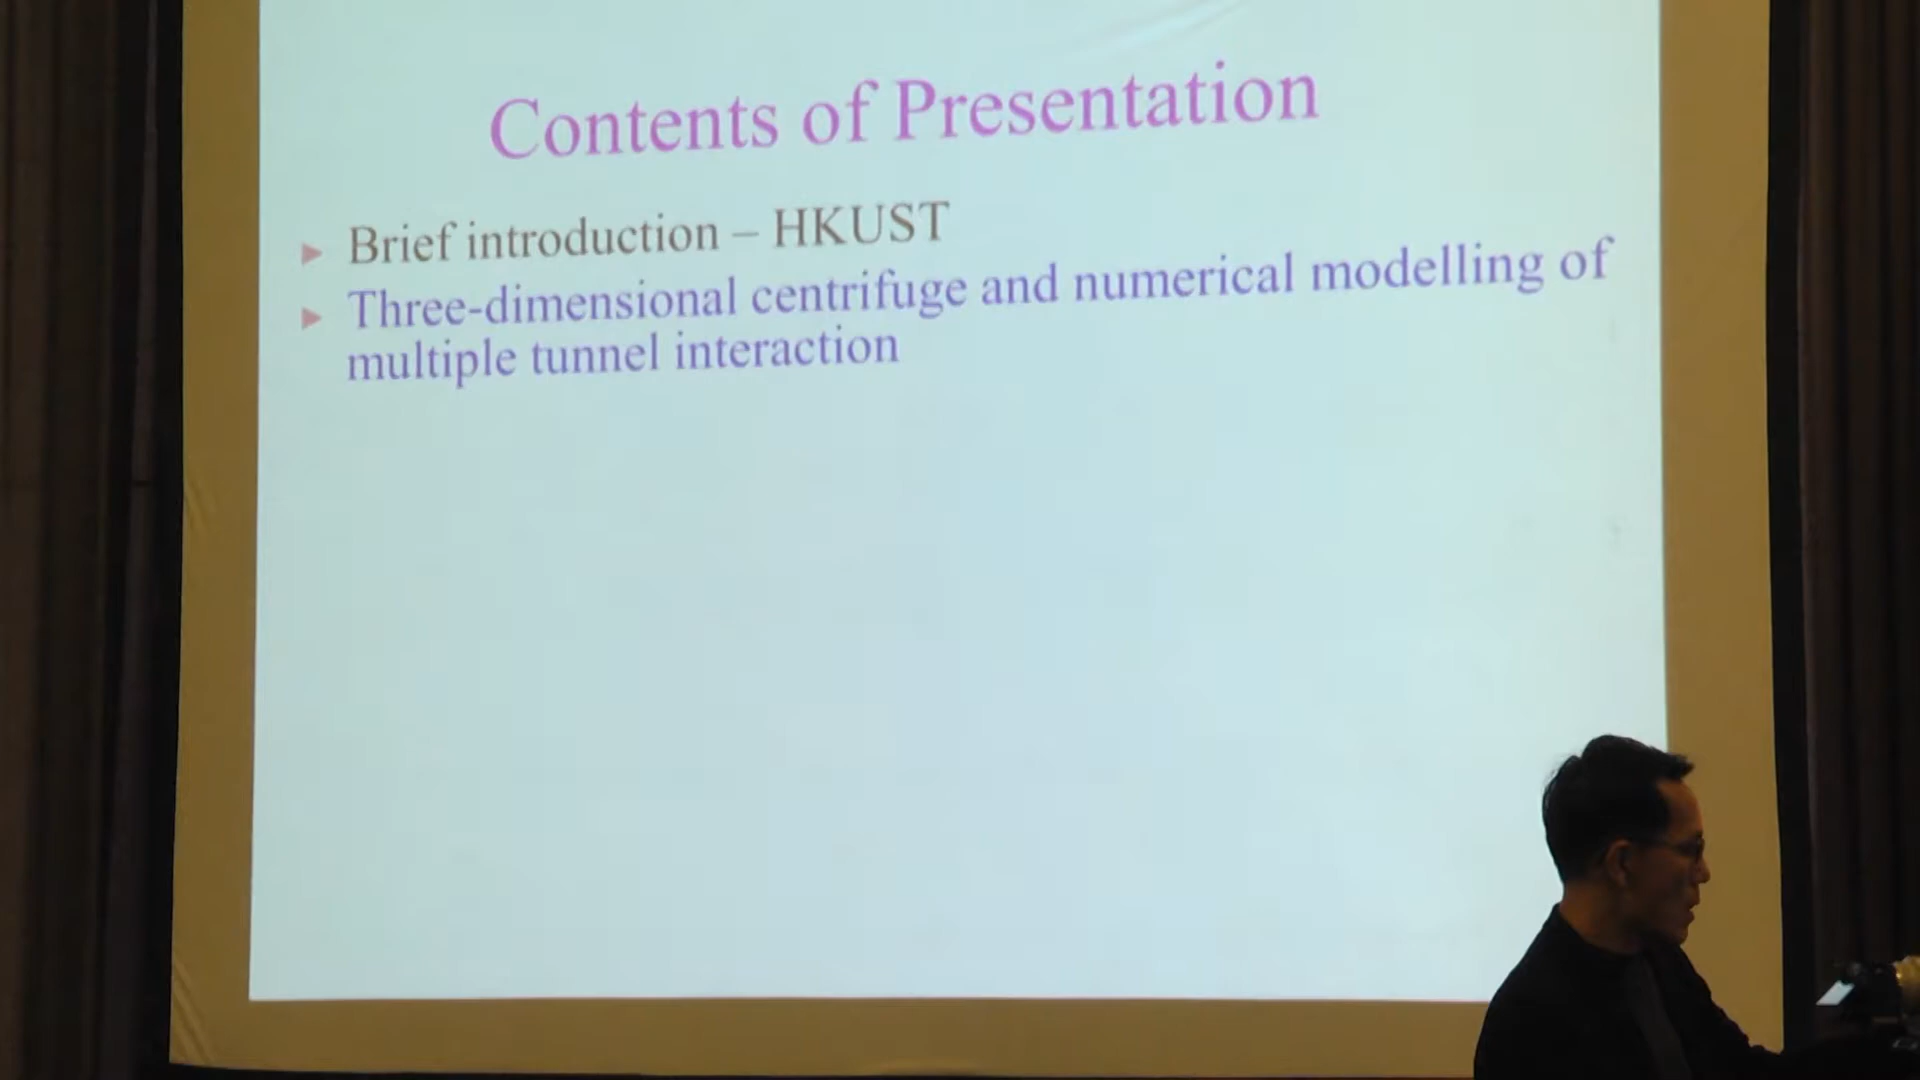 Contents of Presentation
Brief introduction – HKUST
Three-dimensional centrifuge and numerical modelling of
multiple tunnel interaction